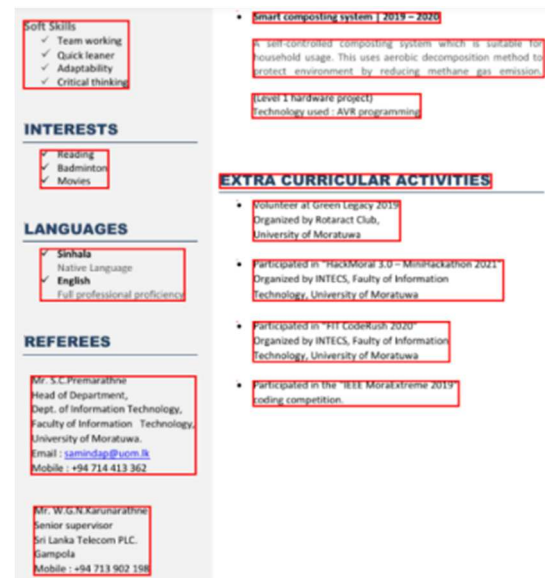 Soft Skills
✓ Team working
✓ Quick leaner
✓ Adaptability
✓ Critical thinking
INTERESTS
✓ Reading
✓ Badminton
✓ Movies
LANGUAGES
✓ Sinhala
Native Language
✓ English
Full professional proficiency
REFEREES
Mr. S.C.Premarathne
Head of Department,
Dept. of Information Technology,
Faculty of Information Technology,
University of Moratuwa.
Email : samindap@uom.lk
Mobile : +94 714 413 362
Mr. W.G.N.Karunarathne
Senior supervisor
Sri Lanka Telecom PLC.
Gampola
Mobile : +94 713 902 198
• Smart composting system | 2019 – 2020
A self-controlled composting system which is suitable for
household usage. This uses aerobic decomposition method to
protect environment by reducing methane gas emission.
(Level 1 hardware project)
Technology used : AVR programming
EXTRA CURRICULAR ACTIVITIES
• Volunteer at Green Legacy 2019
Organized by Rotaract Club,
University of Moratuwa
• Participated in "HackMoral 3.0 – MiniHackathon 2021"
Organized by INTECS, Faulty of Information
Technology, University of Moratuwa
• Participated in "FIT CodeRush 2020"
Organized by INTECS, Faulty of Information
Technology, University of Moratuwa
• Participated in the "IEEE MoraExtreme 2019"
coding competition.